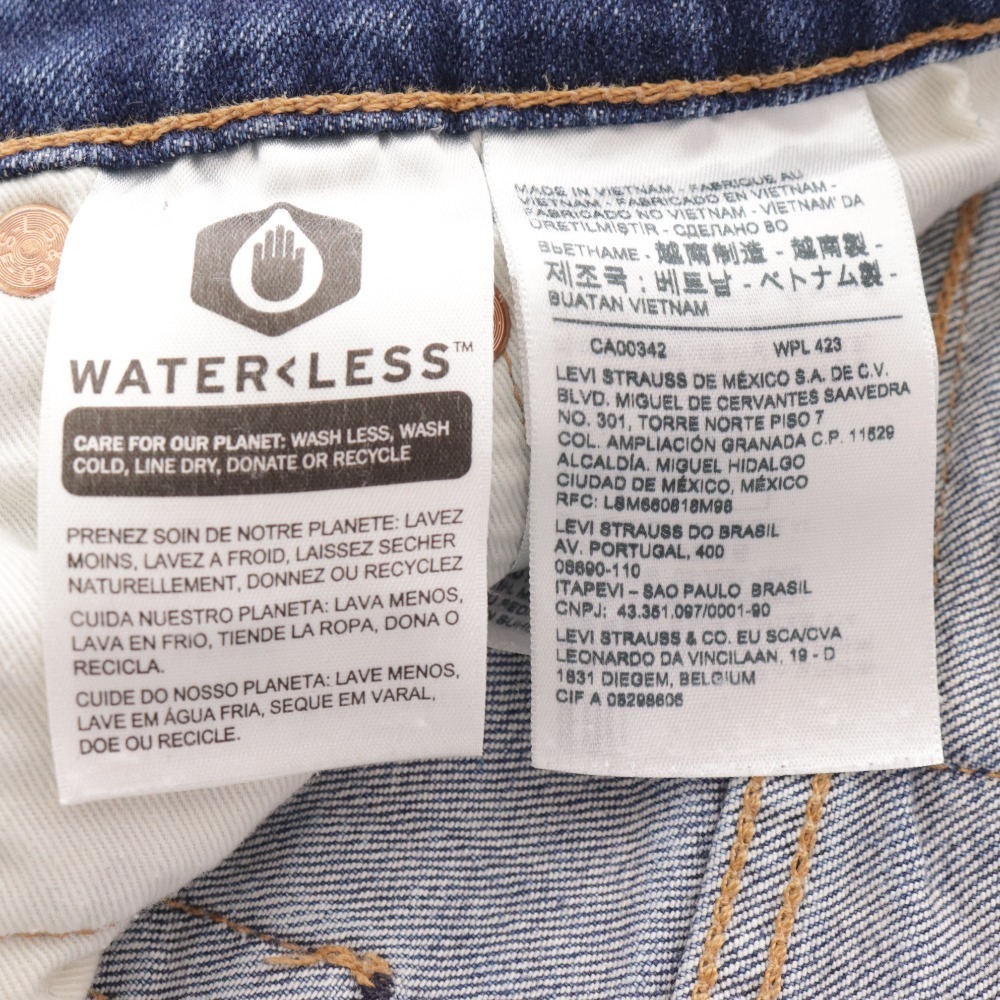 WATER<LESS™
CARE FOR OUR PLANET: WASH LESS, WASH
COLD, LINE DRY, DONATE OR RECYCLE
PRENEZ SOIN DE NOTRE PLANETE: LAVEZ
MOINS, LAVEZ A FROID, LAISSEZ SECHER
NATURELLEMENT, DONNEZ OU RECYCLEZ
CUIDA NUESTRO PLANETA: LAVA MENOS,
LAVA EN FRIO, TIENDE LA ROPA, DONA O
RECICLA.
CUIDE DO NOSSO PLANETA: LAVE MENOS,
LAVE EM ÁGUA FRIA, SEQUE EM VARAL,
DOE OU RECICLE.
MADE IN VIETNAM - FABRIQUE AU
VIETNAM - FABRICADO EN VIETNAM -
FABRICADO NO VIETNAM - VIETNAM' DA
ÜRETILMIŞTIR - СДЕЛАНО ВО
ВЬЕТНАМЕ - 越南制造 - 越南製 -
제조국 : 베트남 - ベトナム製 -
BUATAN VIETNAM
CA00342 WPL 423
LEVI STRAUSS DE MÉXICO S.A. DE C.V.
BLVD. MIGUEL DE CERVANTES SAAVEDRA
NO. 301, TORRE NORTE PISO 7
COL. AMPLIACIÓN GRANADA C.P. 11529
ALCALDÍA. MIGUEL HIDALGO
CIUDAD DE MÉXICO, MÉXICO
RFC: LSM660818M98
LEVI STRAUSS DO BRASIL
AV. PORTUGAL, 400
06690-110
ITAPEVI - SAO PAULO BRASIL
CNPJ: 43.351.097/0001-90
LEVI STRAUSS & CO. EU SCA/CVA
LEONARDO DA VINCILAAN, 19 - D
1831 DIEGEM, BELGIUM
CIF A 08298606